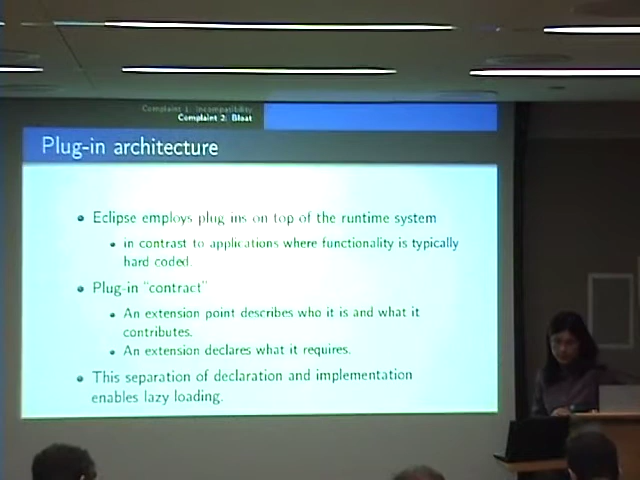 Complaint 1: Incompatibility
Complaint 2: Bloat
Plug-in architecture
Eclipse employs plug ins on top of the runtime system
in contrast to applications where functionality is typically
hard coded.
Plug-in "contract"
An extension point describes who it is and what it
contributes.
An extension declares what it requires.
This separation of declaration and implementation
enables lazy loading.